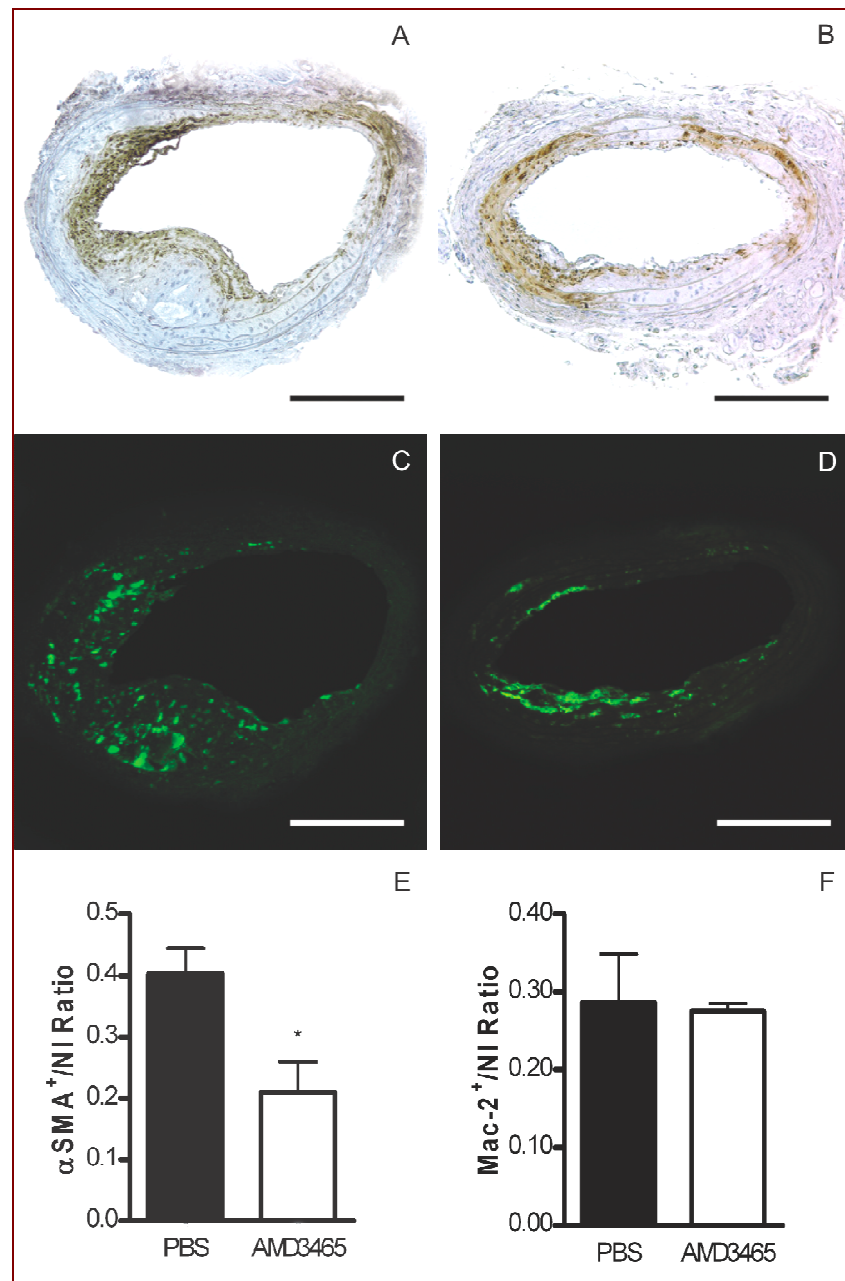 A
B
C
D
E
0.5
0.4
0.3
0.2
0.1
0.0
αSMA⁺/NI Ratio
*
PBS
AMD3465
F
0.40
0.30
0.20
0.10
0.00
Mac-2⁺/NI Ratio
PBS
AMD3465